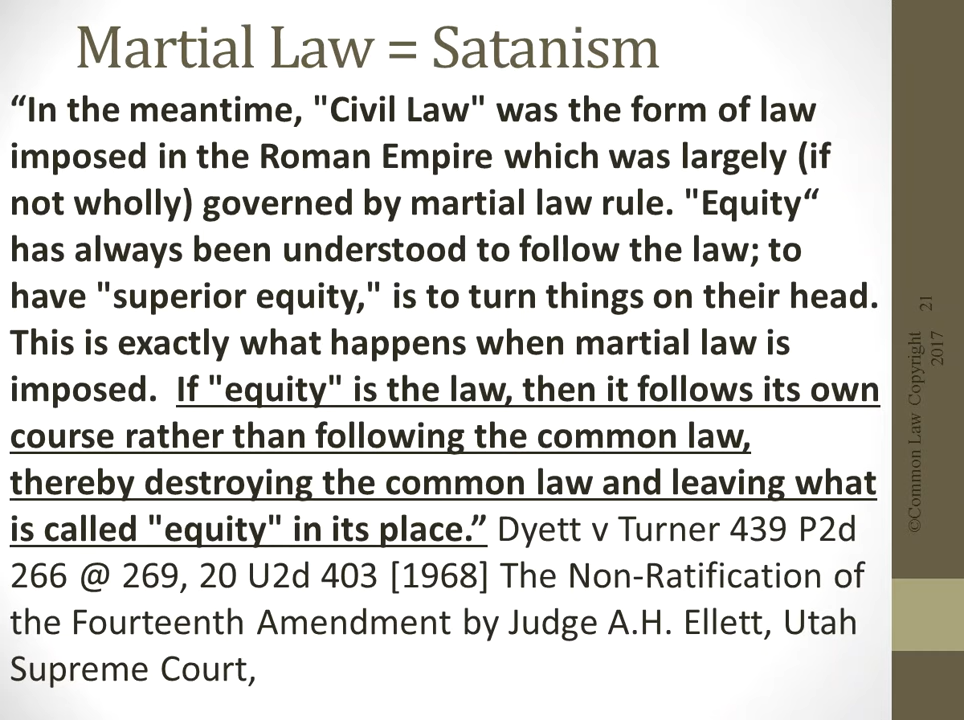 Martial Law = Satanism
“In the meantime, "Civil Law" was the form of law
imposed in the Roman Empire which was largely (if
not wholly) governed by martial law rule. "Equity“
has always been understood to follow the law; to
have "superior equity," is to turn things on their head.
This is exactly what happens when martial law is
imposed.  If "equity" is the law, then it follows its own
course rather than following the common law,
thereby destroying the common law and leaving what
is called "equity" in its place.” Dyett v Turner 439 P2d
266 @ 269, 20 U2d 403 [1968] The Non-Ratification of
the Fourteenth Amendment by Judge A.H. Ellett, Utah
Supreme Court,
21
©Common Law Copyright
2017